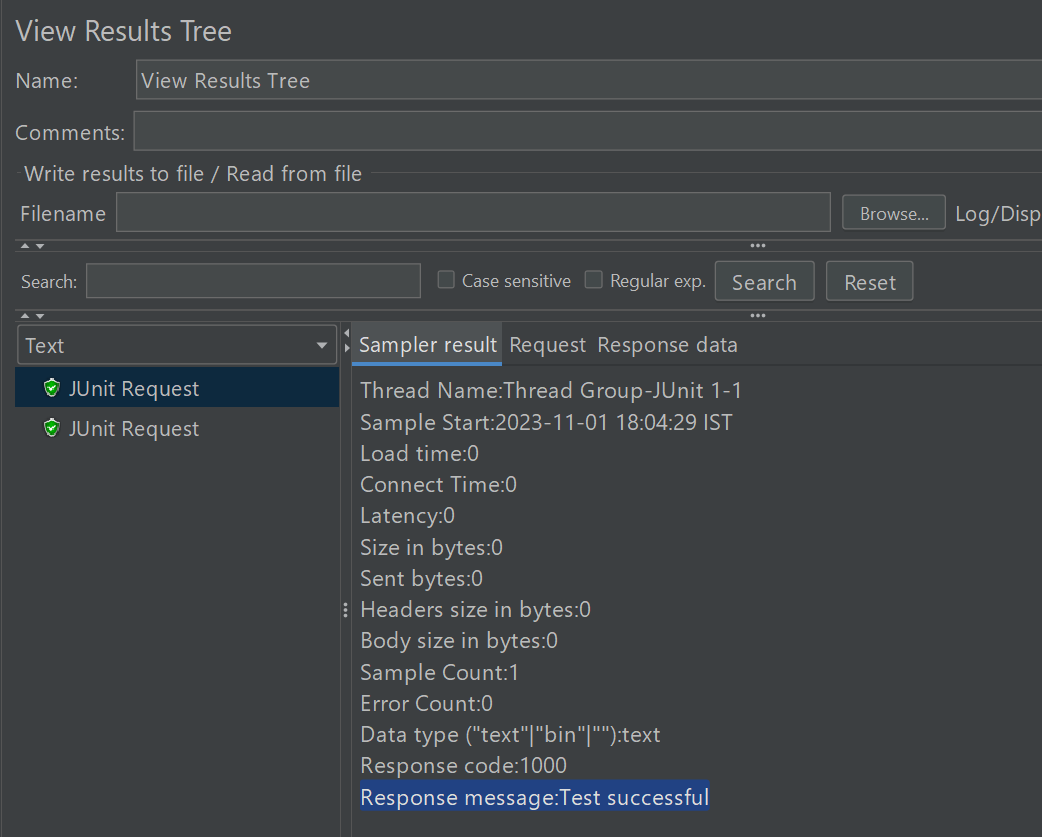 View Results Tree
Name: View Results Tree
Comments:
Write results to file / Read from file
Filename Browse... Log/Disp
Search: Case sensitive Regular exp. Search Reset
Text
JUnit Request
JUnit Request
Sampler result Request Response data
Thread Name:Thread Group-JUnit 1-1
Sample Start:2023-11-01 18:04:29 IST
Load time:0
Connect Time:0
Latency:0
Size in bytes:0
Sent bytes:0
Headers size in bytes:0
Body size in bytes:0
Sample Count:1
Error Count:0
Data type ("text"|"bin"|""):text
Response code:1000
Response message:Test successful